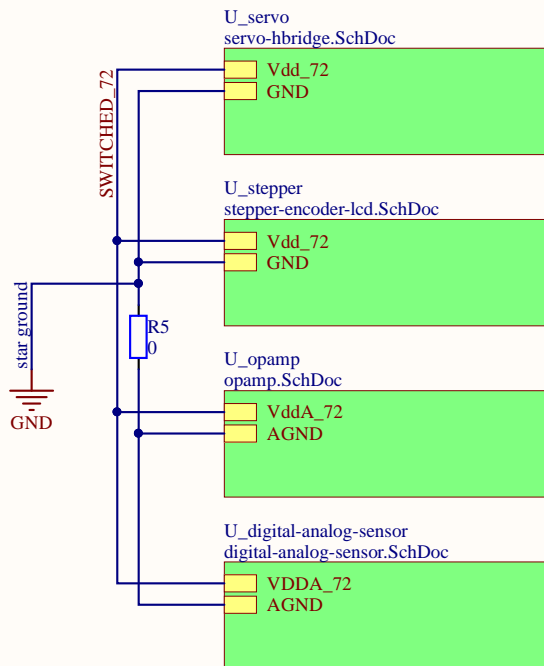 U_servo
servo-hbridge.SchDoc
Vdd_72
GND
SWITCHED_72
U_stepper
stepper-encoder-lcd.SchDoc
Vdd_72
GND
star ground
R5
0
GND
U_opamp
opamp.SchDoc
VddA_72
AGND
U_digital-analog-sensor
digital-analog-sensor.SchDoc
VDDA_72
AGND